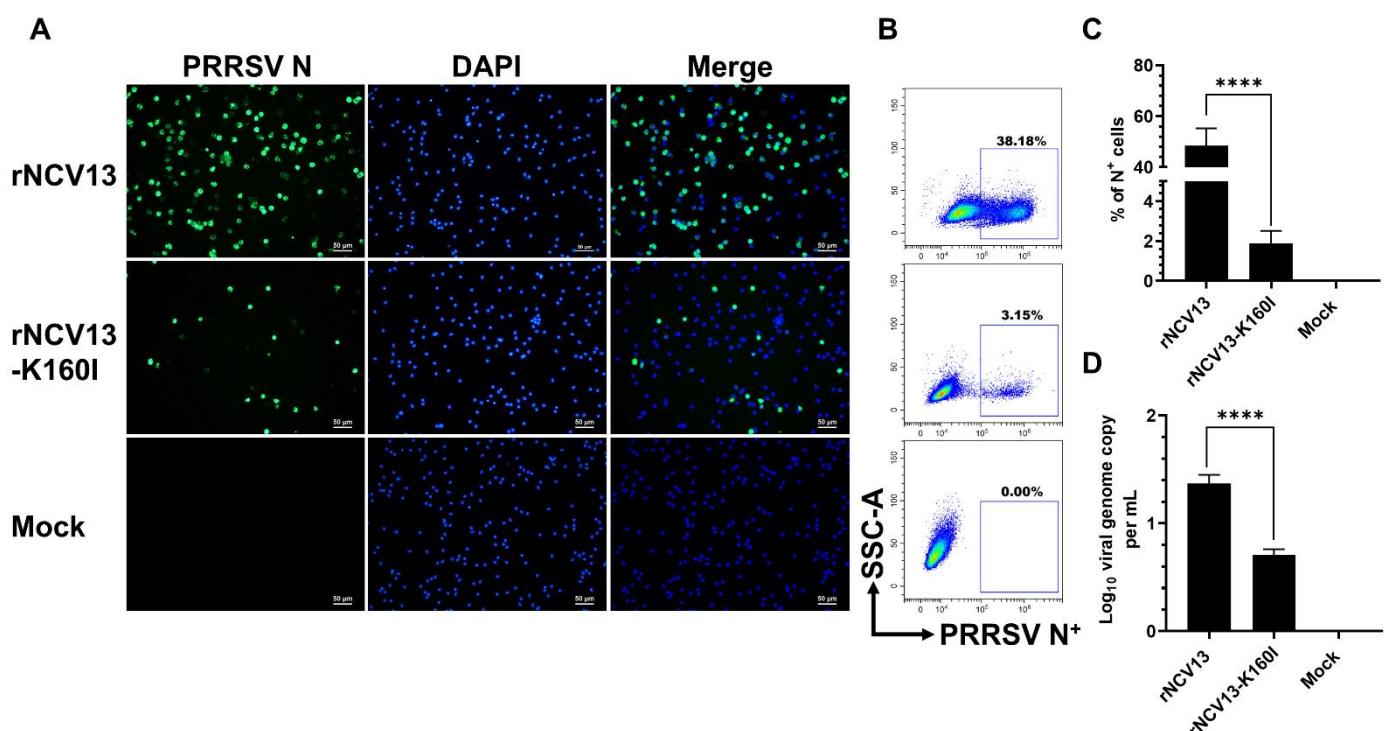 A
PRRSV N
DAPI
Merge
rNCV13
50 µm
50 µm
50 µm
rNCV13
-K160I
50 µm
50 µm
50 µm
Mock
50 µm
50 µm
50 µm
B
150
100
50
0
38.18%
10⁴
10⁵
10⁶
150
100
50
0
3.15%
10⁴
10⁵
10⁶
150
100
50
0
0.00%
10⁴
10⁵
10⁶
SSC-A
PRRSV N⁺
C
% of N⁺ cells
80
60
40
4
2
0
****
rNCV13
rNCV13-K160I
Mock
D
Log₁₀ viral genome copy
per mL
2
1
0
****
rNCV13
rNCV13-K160I
Mock